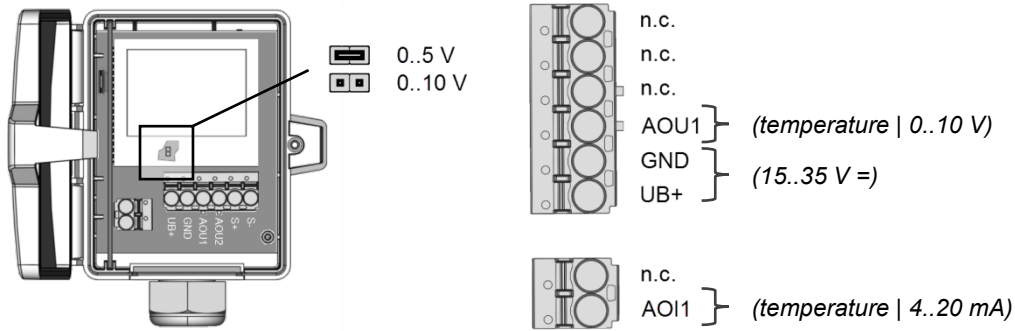 0..5 V
0..10 V
UB+
GND
AOU1
AOU2
S+
S-
n.c.
n.c.
n.c.
AOU1 (temperature | 0..10 V)
GND
(15..35 V =)
UB+
n.c.
AOI1 (temperature | 4..20 mA)